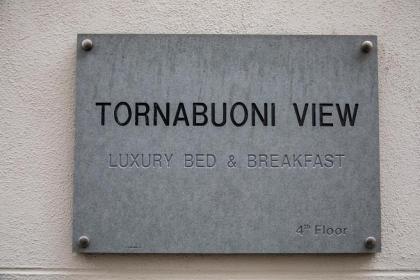 TORNABUONI VIEW
LUXURY BED & BREAKFAST
4th Floor